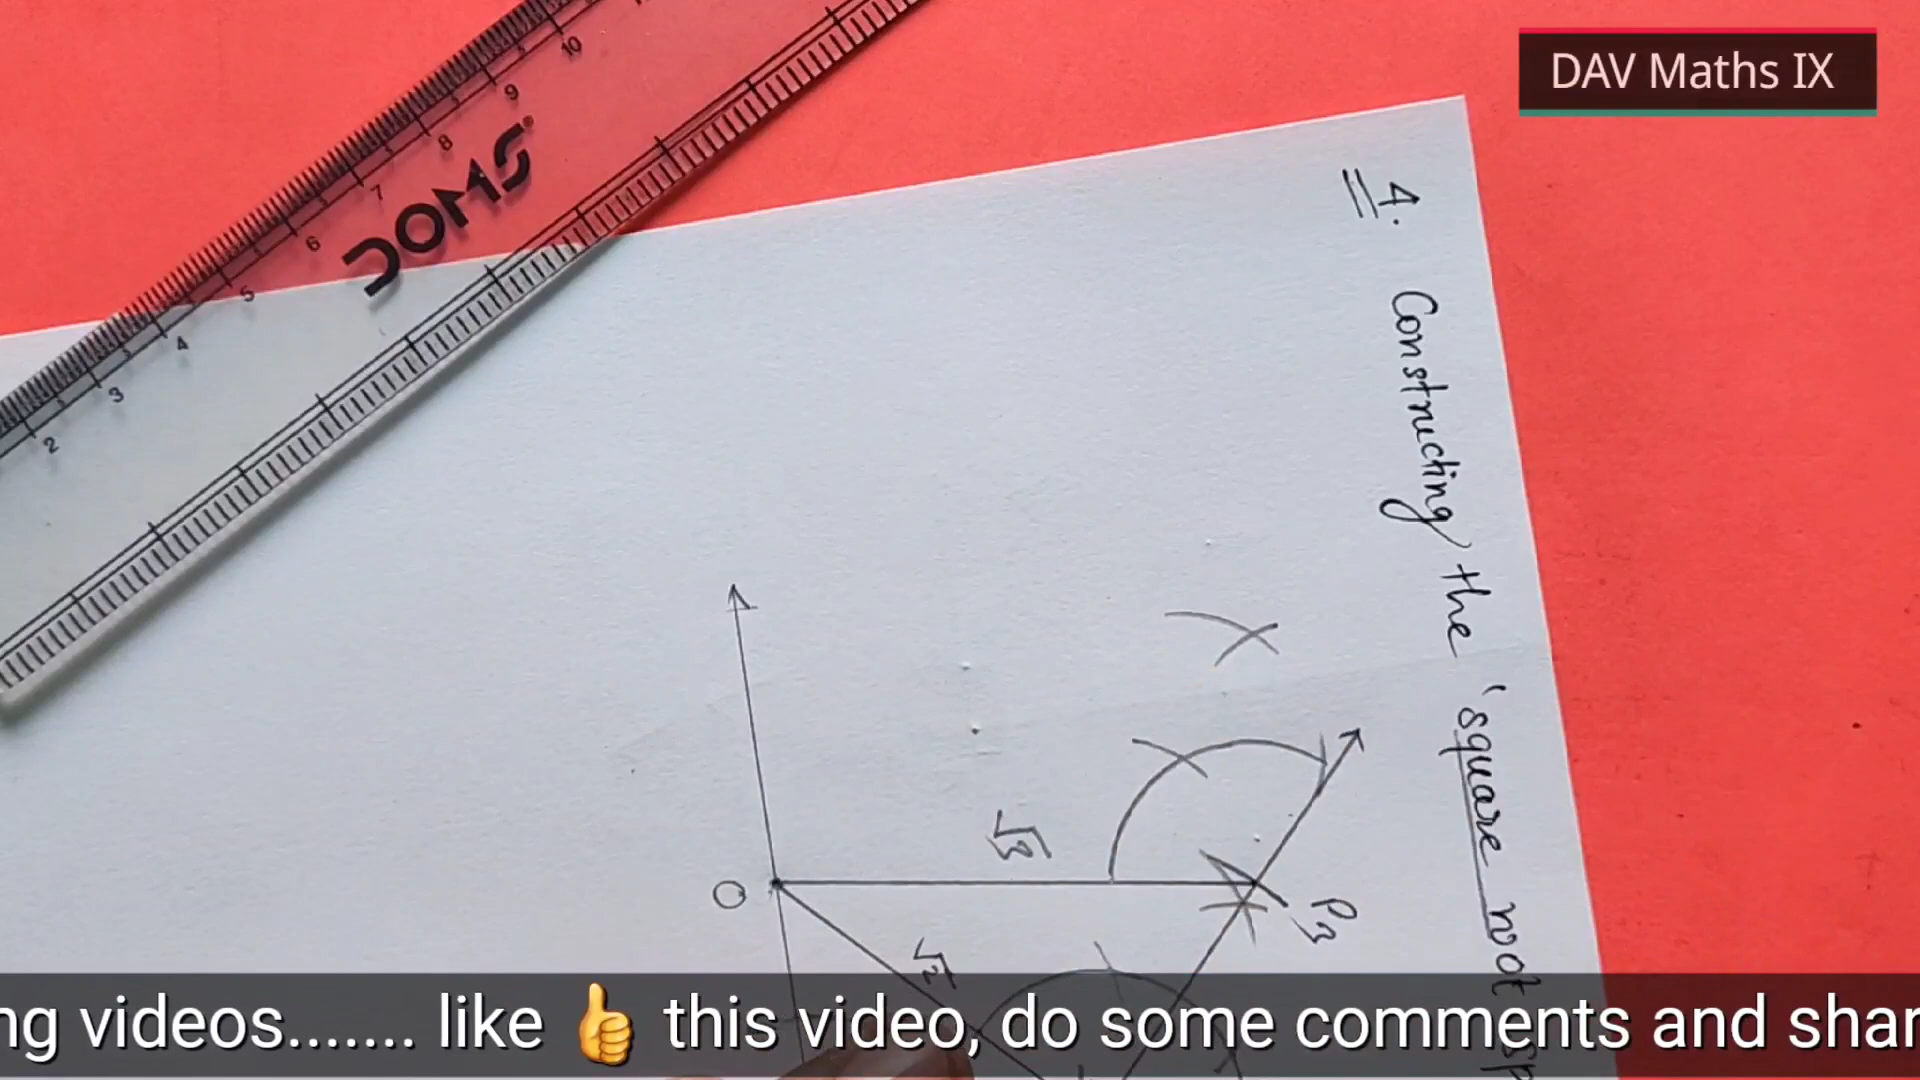 DAV Maths IX
DOMS
10
9
8
7
6
5
4
3
2
4. Constructing the 'square root
√3
P3
O
√2
ng videos....... like 👍 this video, do some comments and shar